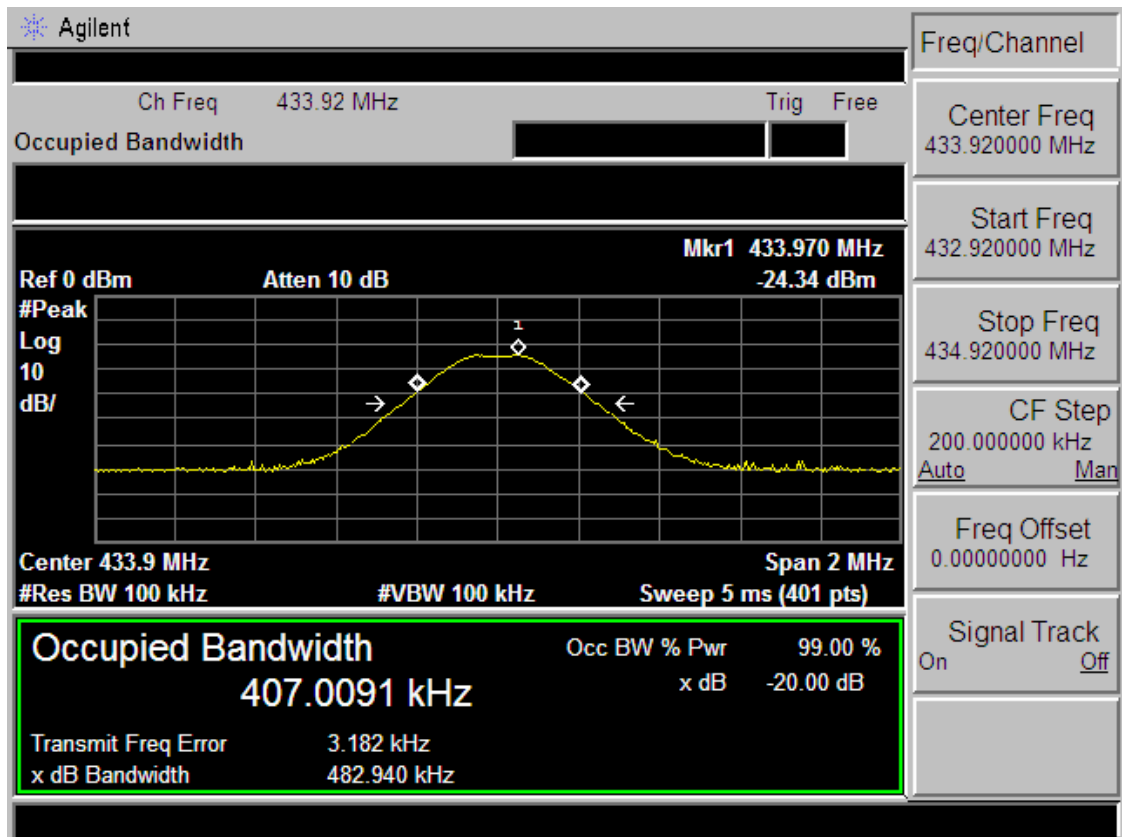 Agilent
Freq/Channel
Ch Freq 433.92 MHz Trig Free
Occupied Bandwidth
Center Freq
433.920000 MHz
Start Freq
432.920000 MHz
Stop Freq
434.920000 MHz
CF Step
200.000000 kHz
Auto Man
Freq Offset
0.00000000 Hz
Signal Track
On Off
Mkr1 433.970 MHz
Ref 0 dBm Atten 10 dB -24.34 dBm
#Peak
Log
10
dB/
1
Center 433.9 MHz Span 2 MHz
#Res BW 100 kHz #VBW 100 kHz Sweep 5 ms (401 pts)
Occupied Bandwidth Occ BW % Pwr 99.00 %
407.0091 kHz x dB -20.00 dB
Transmit Freq Error 3.182 kHz
x dB Bandwidth 482.940 kHz